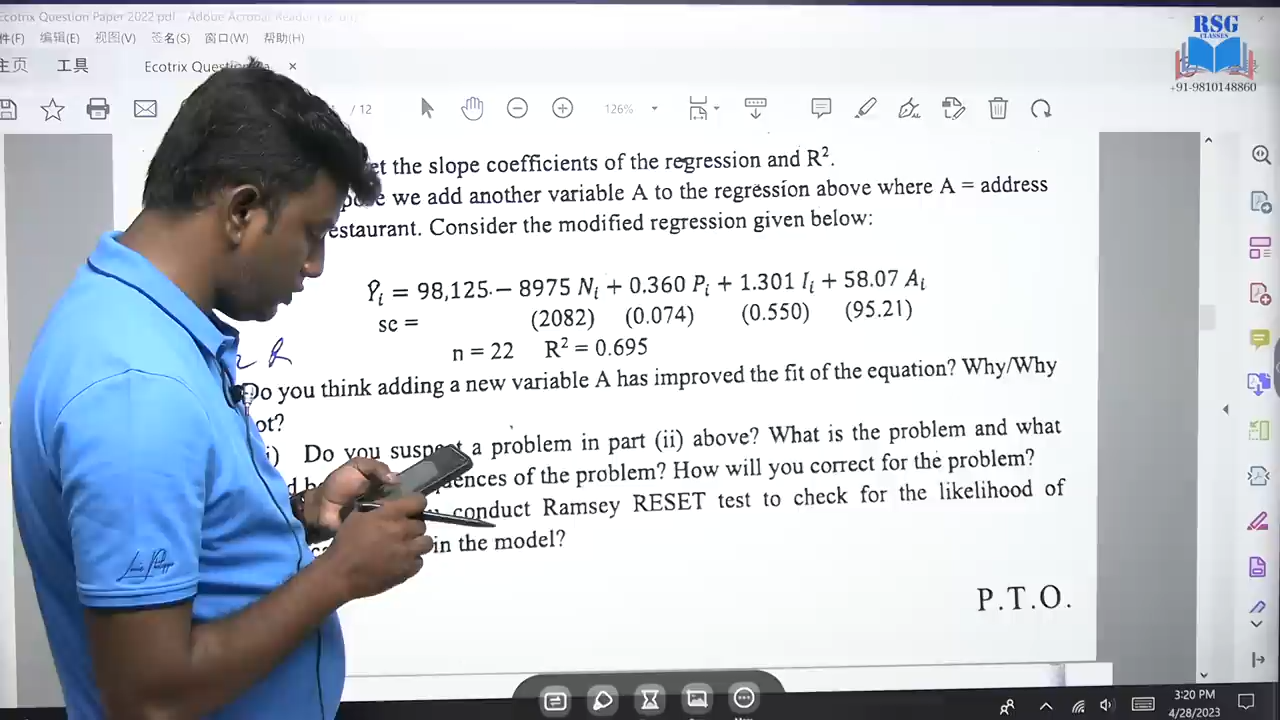 Ecotrix Question Paper 2022.pdf - Adobe Acrobat Reader
件(F) 编辑(E) 视图(V) 签名(S) 窗口(W) 帮助(H)
主页 工具 Ecotrix Question ×
RSG
CLASSES
+91-9810148860
/ 12 126%
et the slope coefficients of the regression and R².
we add another variable A to the regression above where A = address
estaurant. Consider the modified regression given below:
Ŷᵢ = 98,125 - 8975 Nᵢ + 0.360 Pᵢ + 1.301 Iᵢ + 58.07 Aᵢ
se = (2082) (0.074) (0.550) (95.21)
n = 22 R² = 0.695
Do you think adding a new variable A has improved the fit of the equation? Why/Why
ot?
i) Do you suspect a problem in part (ii) above? What is the problem and what
uences of the problem? How will you correct for the problem?
conduct Ramsey RESET test to check for the likelihood of
in the model?
P.T.O.
3:20 PM
4/28/2023